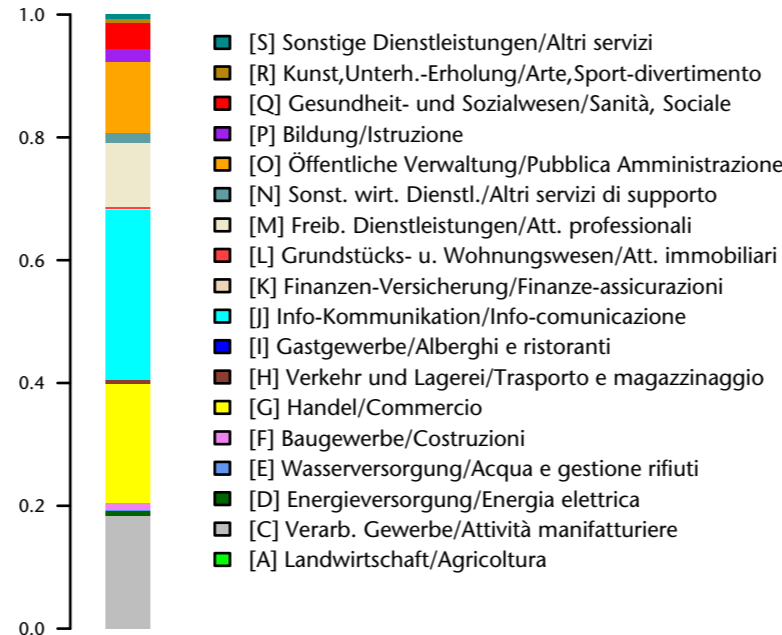 1.0
0.8
0.6
0.4
0.2
0.0
[S] Sonstige Dienstleistungen/Altri servizi
[R] Kunst,Unterh.-Erholung/Arte,Sport-divertimento
[Q] Gesundheit- und Sozialwesen/Sanità, Sociale
[P] Bildung/Istruzione
[O] Öffentliche Verwaltung/Pubblica Amministrazione
[N] Sonst. wirt. Dienstl./Altri servizi di supporto
[M] Freib. Dienstleistungen/Att. professionali
[L] Grundstücks- u. Wohnungswesen/Att. immobiliari
[K] Finanzen-Versicherung/Finanze-assicurazioni
[J] Info-Kommunikation/Info-comunicazione
[I] Gastgewerbe/Alberghi e ristoranti
[H] Verkehr und Lagerei/Trasporto e magazzinaggio
[G] Handel/Commercio
[F] Baugewerbe/Costruzioni
[E] Wasserversorgung/Acqua e gestione rifiuti
[D] Energieversorgung/Energia elettrica
[C] Verarb. Gewerbe/Attività manifatturiere
[A] Landwirtschaft/Agricoltura